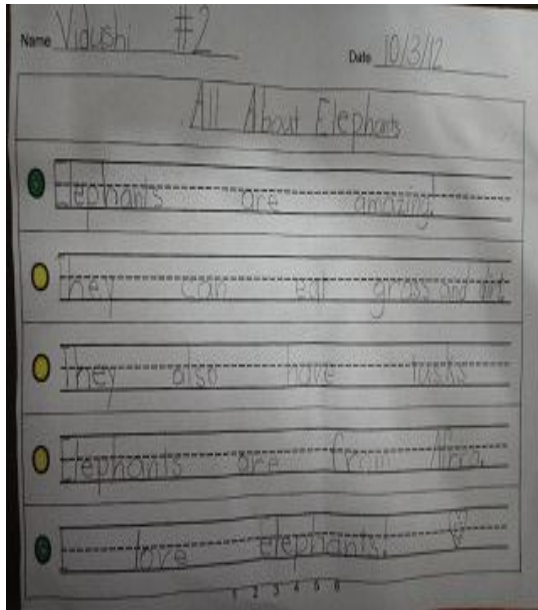 Name Vidushi #2 Date 10/3/12
All About Elephants
Elephants are amazing.
They can eat grass and dirt
They also have tusks
Elephants are from Africa.
I love elephants!
1 2 3 4 5 6